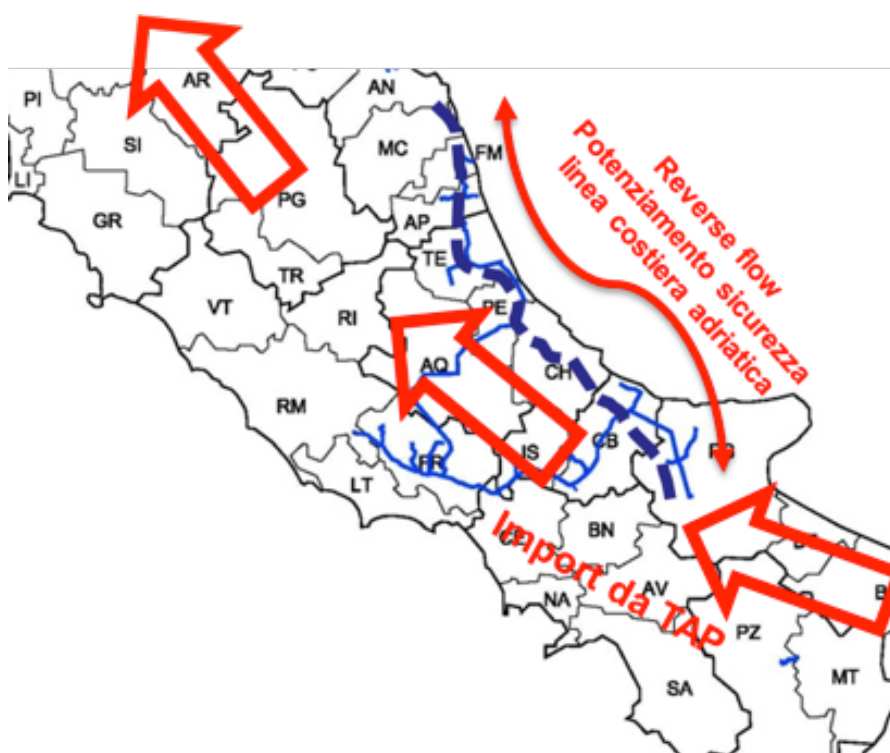 AR
AN
PI
SI
MC
FM
LI
PG
GR
AP
TE
TR
VT
RI
PE
AQ
CH
RM
IS
CB
FR
LT
BN
AV
NA
PZ
MT
SA
Reverse flow
Potenziamento sicurezza
linea costiera adriatica
Import da TAP